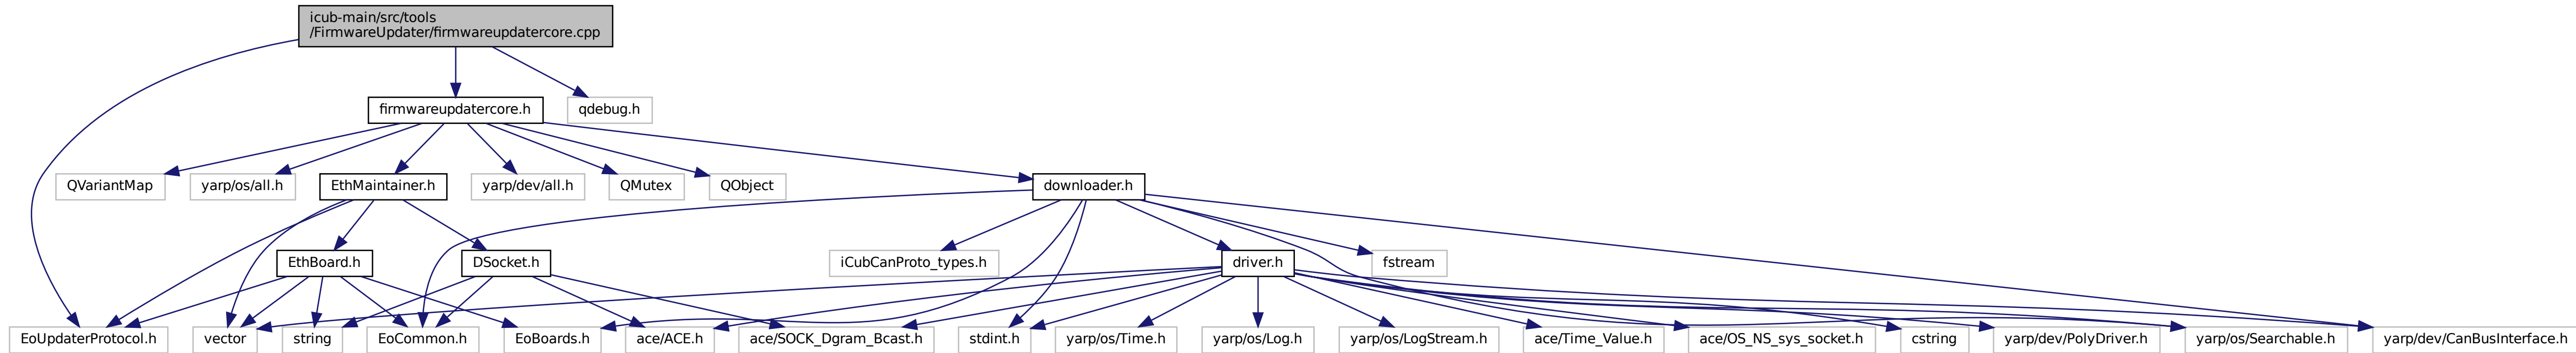 icub-main/src/tools
/FirmwareUpdater/firmwareupdatercore.cpp
firmwareupdatercore.h
qdebug.h
QVariantMap
yarp/os/all.h
EthMaintainer.h
yarp/dev/all.h
QMutex
QObject
downloader.h
EthBoard.h
DSocket.h
iCubCanProto_types.h
driver.h
fstream
EoUpdaterProtocol.h
vector
string
EoCommon.h
EoBoards.h
ace/ACE.h
ace/SOCK_Dgram_Bcast.h
stdint.h
yarp/os/Time.h
yarp/os/Log.h
yarp/os/LogStream.h
ace/Time_Value.h
ace/OS_NS_sys_socket.h
cstring
yarp/dev/PolyDriver.h
yarp/os/Searchable.h
yarp/dev/CanBusInterface.h